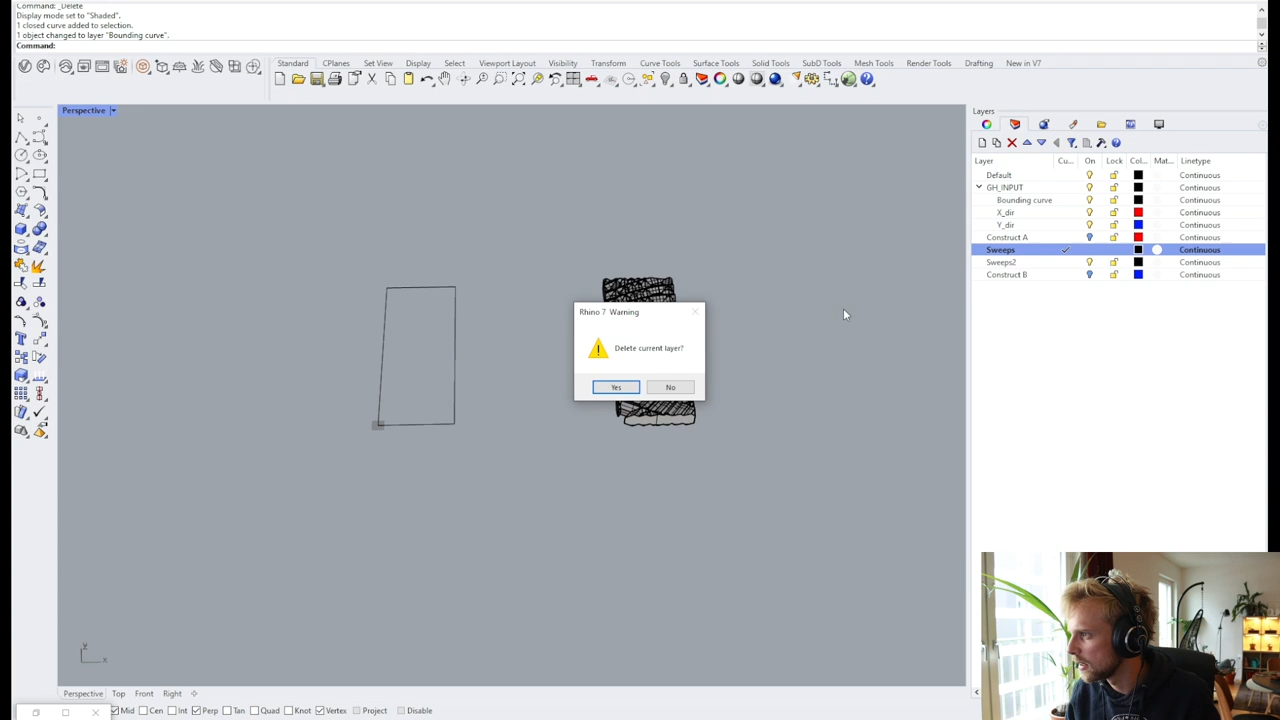 Command: _Delete
Display mode set to "Shaded".
1 closed curve added to selection.
1 object changed to layer "Bounding curve".
Command:
Standard CPlanes Set View Display Select Viewport Layout Visibility Transform Curve Tools Surface Tools Solid Tools SubD Tools Mesh Tools Render Tools Drafting New in V7
Perspective
Layers
Layer Cu... On Lock Col... Mat... Linetype
Default Continuous
GH_INPUT Continuous
Bounding curve Continuous
X_dir Continuous
Y_dir Continuous
Construct A Continuous
Sweeps Continuous
Sweeps2 Continuous
Construct B Continuous
Rhino 7 Warning
Delete current layer?
Yes No
y
x
Perspective Top Front Right
Mid Cen Int Perp Tan Quad Knot Vertex Project Disable